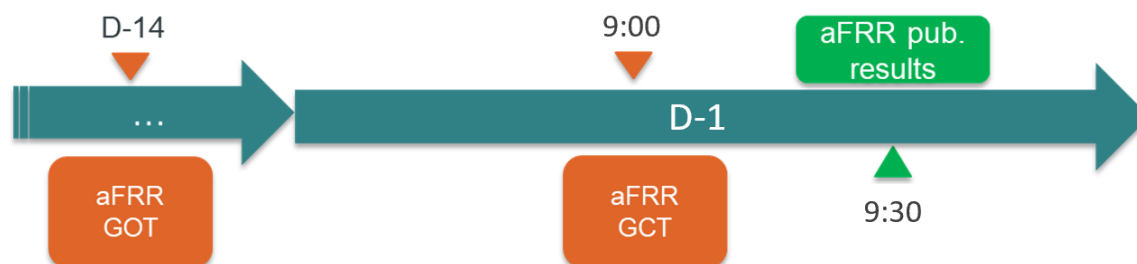 D-14
9:00
aFRR pub.
results
...
D-1
aFRR
GOT
aFRR
GCT
9:30